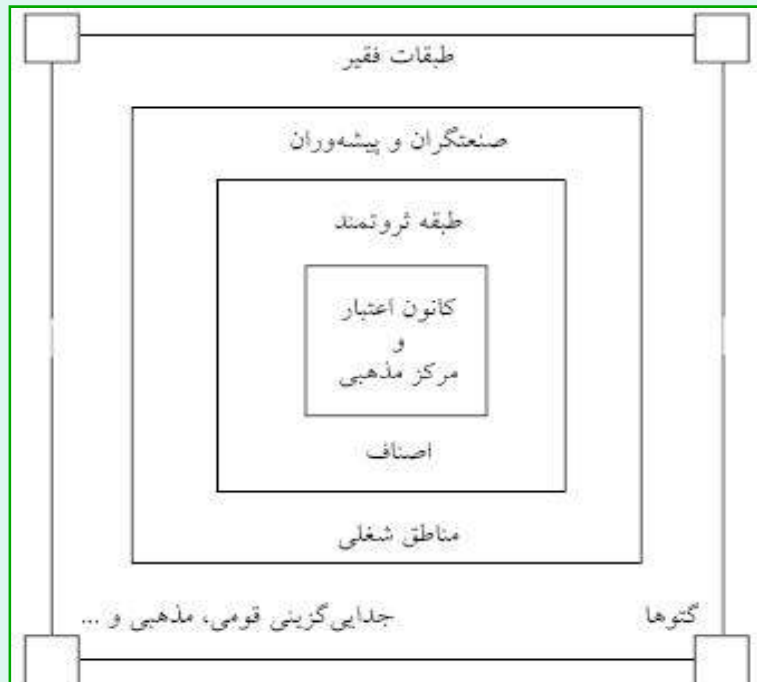 طبقات فقیر
صنعتگران و پیشه‌وران
طبقه ثروتمند
کانون اعتبار
و
مرکز مذهبی
اصناف
مناطق شغلی
گتوها
جدایی‌گزینی قومی، مذهبی و ...